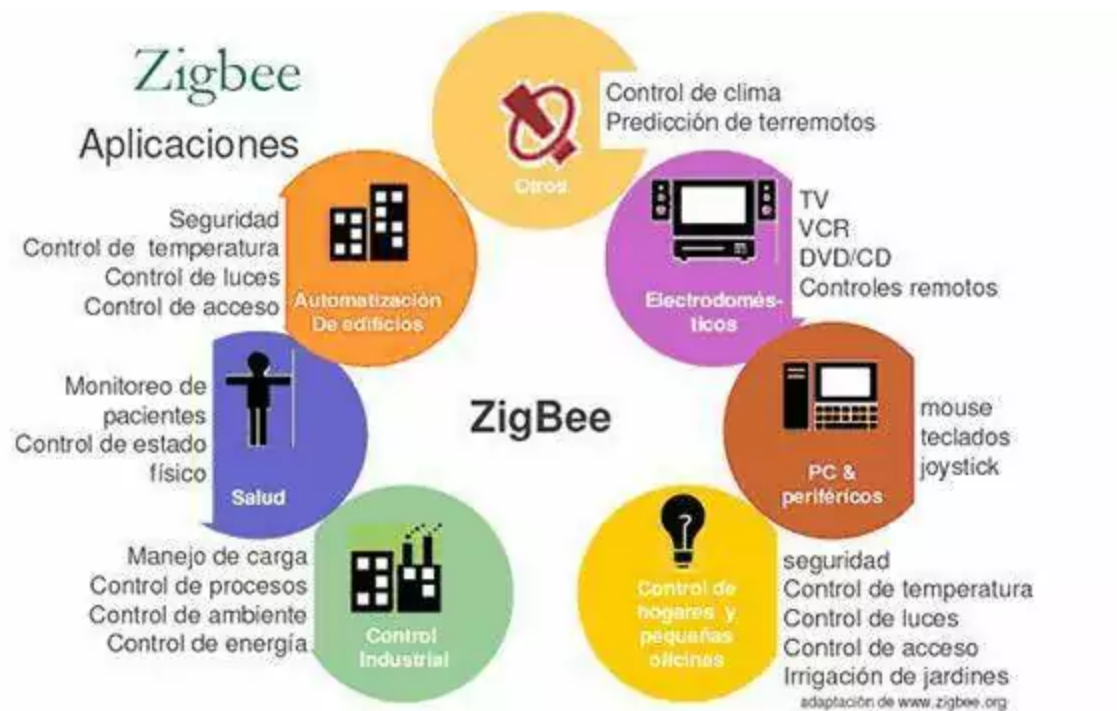 Zigbee
Aplicaciones
Otros
Control de clima
Predicción de terremotos
Electrodomés-
ticos
TV
VCR
DVD/CD
Controles remotos
PC &
periféricos
mouse
teclados
joystick
Control de
hogares y
pequeñas
oficinas
seguridad
Control de temperatura
Control de luces
Control de acceso
Irrigación de jardines
adaptación de www.zigbee.org
Control
Industrial
Manejo de carga
Control de procesos
Control de ambiente
Control de energía
Salud
Monitoreo de
pacientes
Control de estado
físico
Automatización
De edificios
Seguridad
Control de temperatura
Control de luces
Control de acceso
ZigBee